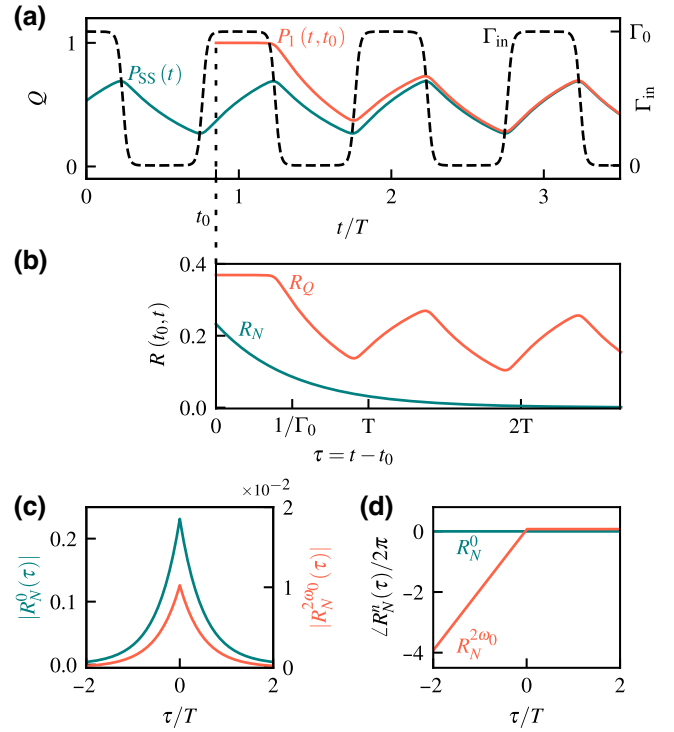 (a)
1
0
Q
P_SS (t)
P_1 (t, t_0)
Γ_in
Γ_0
Γ_in
0
0
1
2
3
t/T
t_0
(b)
0.4
0.2
0.0
R (t_0, t)
R_Q
R_N
0
1/Γ_0
T
2T
τ = t − t_0
(c)
×10^−2
0.2
0.1
0.0
|R_N^0(τ)|
2
1
0
|R_N^{2ω_0}(τ)|
−2
0
2
τ/T
(d)
0
−2
−4
∠R_N^n(τ)/2π
R_N^0
R_N^{2ω_0}
−2
0
2
τ/T